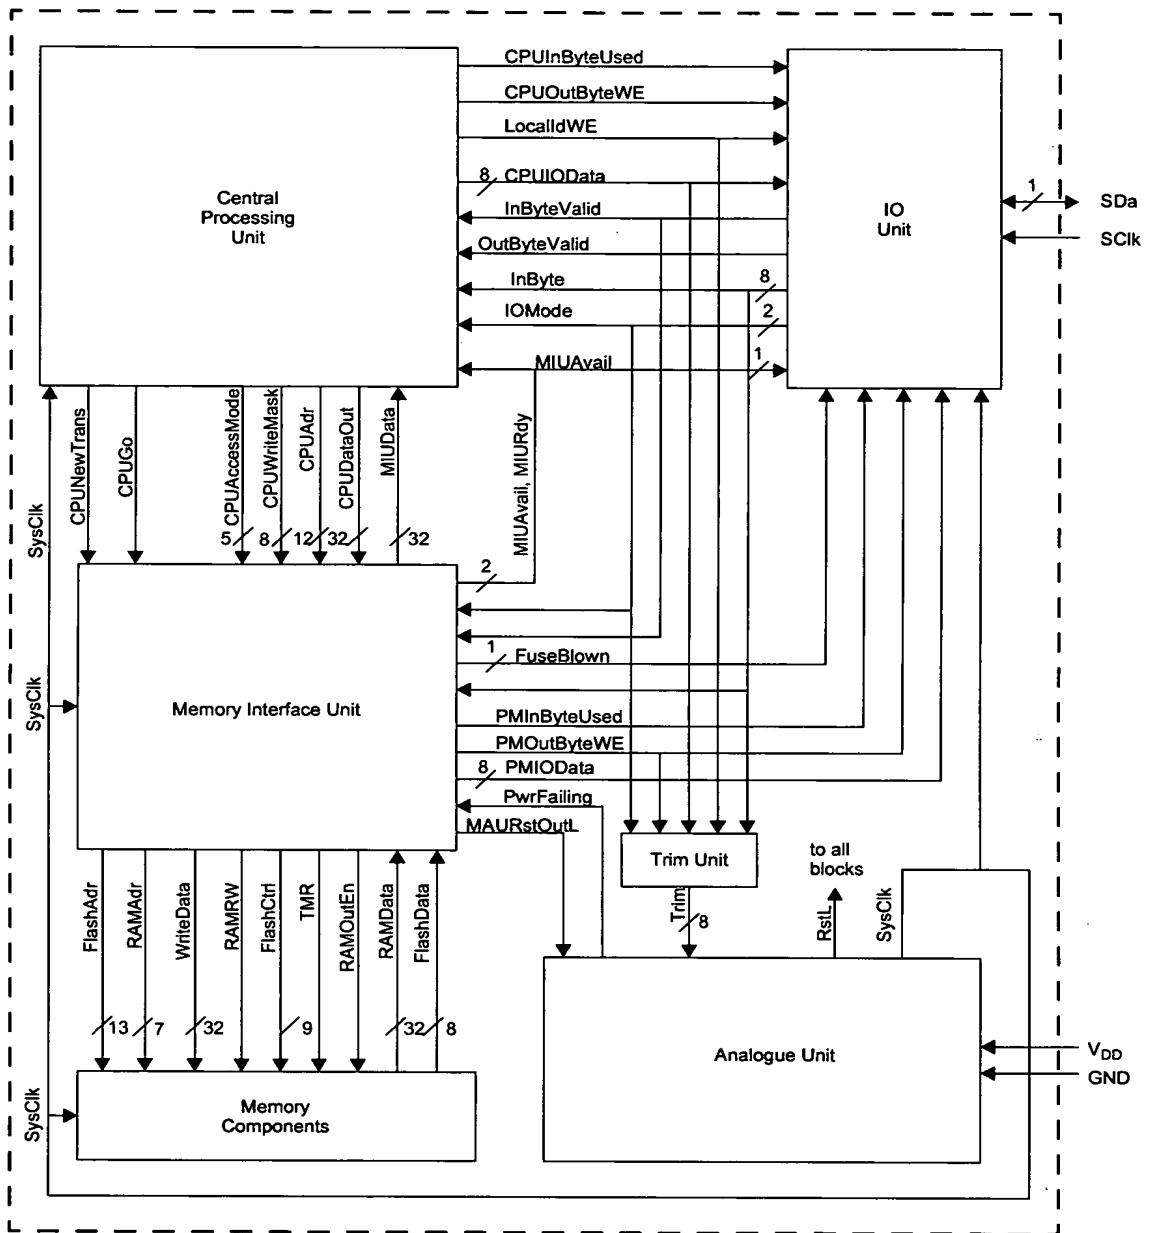 CPUInByteUsed
CPUOutByteWE
LocalIdWE
8 CPUIOData
InByteValid
OutByteValid
InByte 8
IOMode 2
MIUAvail 1
Central
Processing
Unit
IO
Unit
1 SDa
SClk
CPUNewTrans
CPUGo
CPUAccessMode
CPUWriteMask
CPUAdr
CPUDataOut
MIUData
MIUAvail, MIURdy
5 8 12 32 32
SysClk
2
1 FuseBlown
Memory Interface Unit
SysClk
PMInByteUsed
PMOutByteWE
8 PMIOData
PwrFailing
MAURstOutL
Trim Unit
to all
blocks
Trim
8
RstL
SysClk
FlashAdr
RAMAdr
WriteData
RAMRW
FlashCtrl
TMR
RAMOutEn
RAMData
FlashData
13 7 32 9 32 8
Analogue Unit
VDD
GND
SysClk
Memory
Components